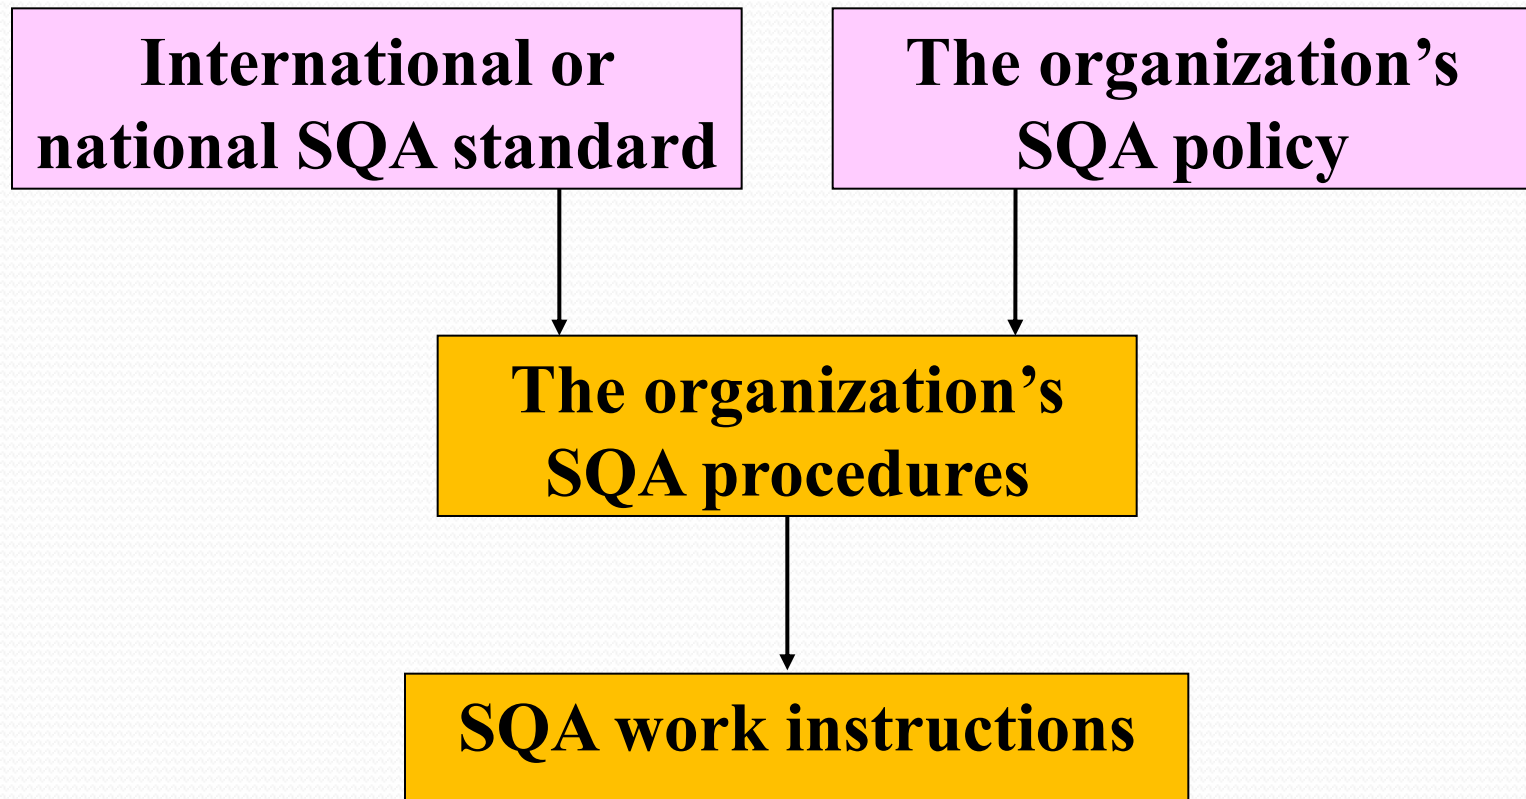 International or
national SQA standard
The organization’s
SQA policy
The organization’s
SQA procedures
SQA work instructions